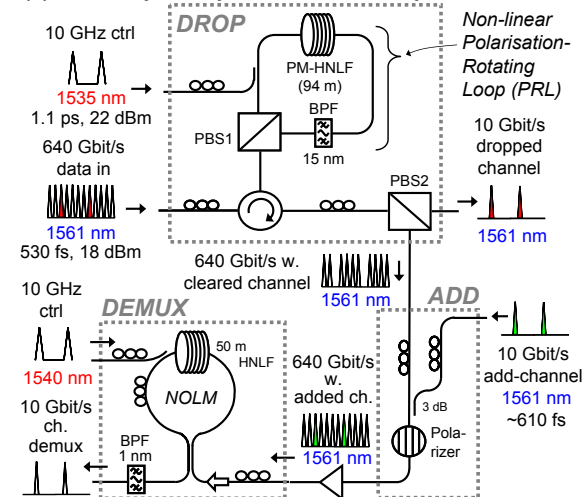 DROP
10 GHz ctrl
1535 nm
1.1 ps, 22 dBm
PM-HNLF
(94 m)
Non-linear
Polarisation-
Rotating
Loop (PRL)
PBS1
BPF
15 nm
640 Gbit/s
data in
1561 nm
530 fs, 18 dBm
PBS2
10 Gbit/s
dropped
channel
1561 nm
640 Gbit/s w.
cleared channel
1561 nm
ADD
10 Gbit/s
add-channel
1561 nm
~610 fs
3 dB
Pola-
rizer
DEMUX
10 GHz
ctrl
1540 nm
50 m
HNLF
NOLM
640 Gbit/s
w.
added ch.
1561 nm
10 Gbit/s
ch.
demux
BPF
1 nm